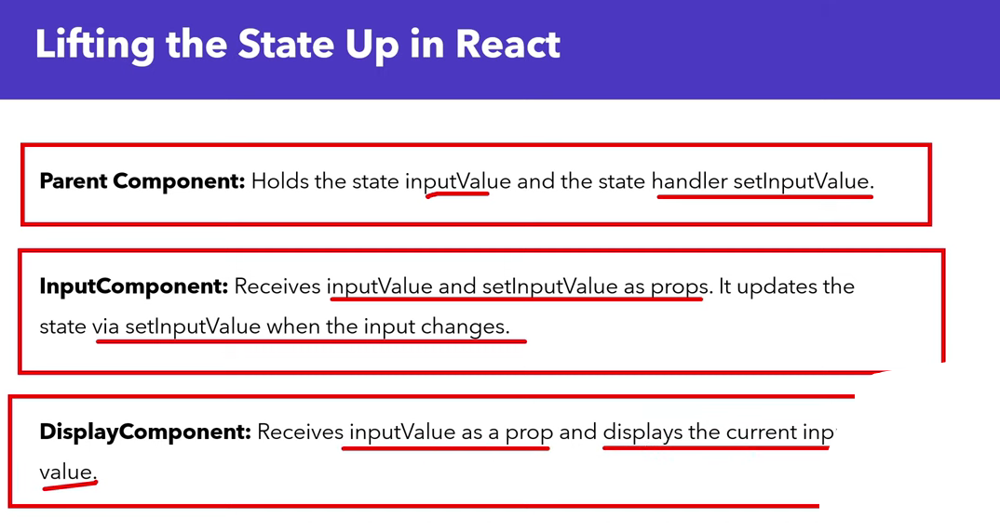 Lifting the State Up in React
Parent Component: Holds the state inputValue and the state handler setInputValue.
InputComponent: Receives inputValue and setInputValue as props. It updates the
state via setInputValue when the input changes.
DisplayComponent: Receives inputValue as a prop and displays the current inp
value.